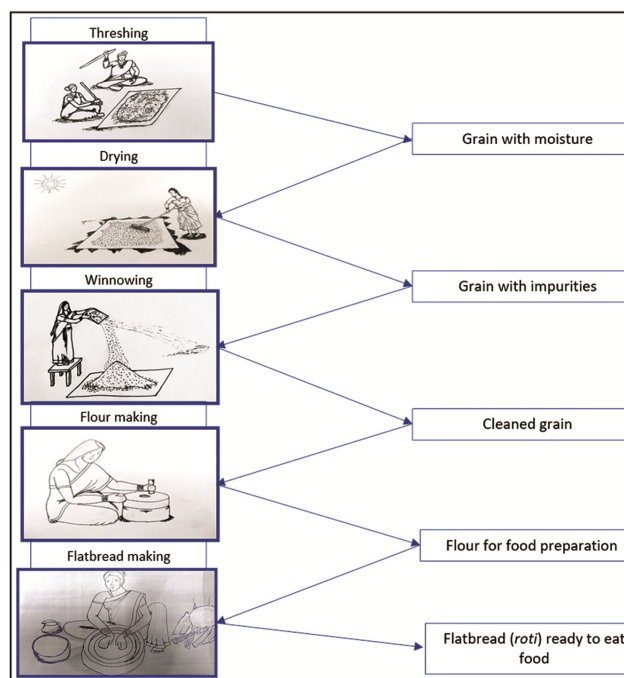 Threshing
Grain with moisture
Drying
Grain with impurities
Winnowing
Cleaned grain
Flour making
Flour for food preparation
Flatbread making
Flatbread (roti) ready to eat
food